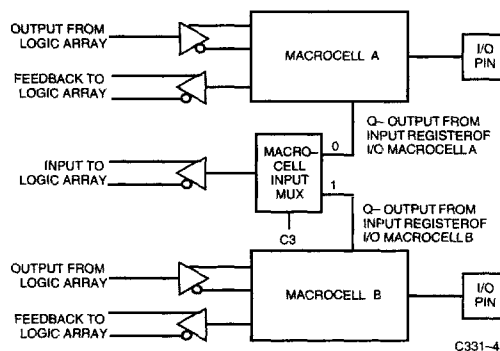 OUTPUT FROM
LOGIC ARRAY
MACROCELL A
I/O
PIN
FEEDBACK TO
LOGIC ARRAY
Q– OUTPUT FROM
INPUT REGISTEROF
I/O MACROCELLA
0
INPUT TO
LOGIC ARRAY
MACRO–
CELL
INPUT
MUX
1
C3
Q– OUTPUT FROM
INPUT REGISTEROF
I/O MACROCELLB
OUTPUT FROM
LOGIC ARRAY
MACROCELL B
I/O
PIN
FEEDBACK TO
LOGIC ARRAY
C331–4